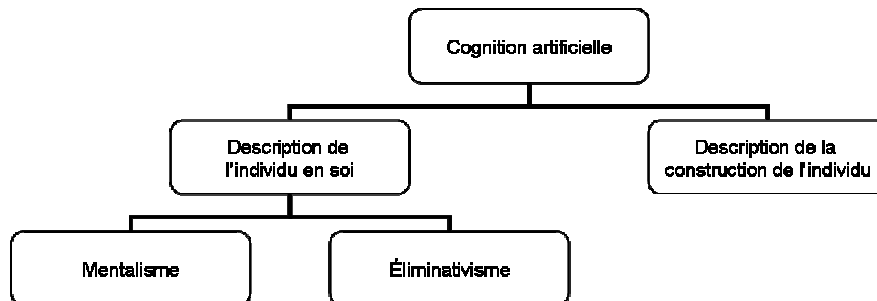 Cognition artificielle
Description de
l'individu en soi
Description de la
construction de l'individu
Mentalisme
Éliminativisme